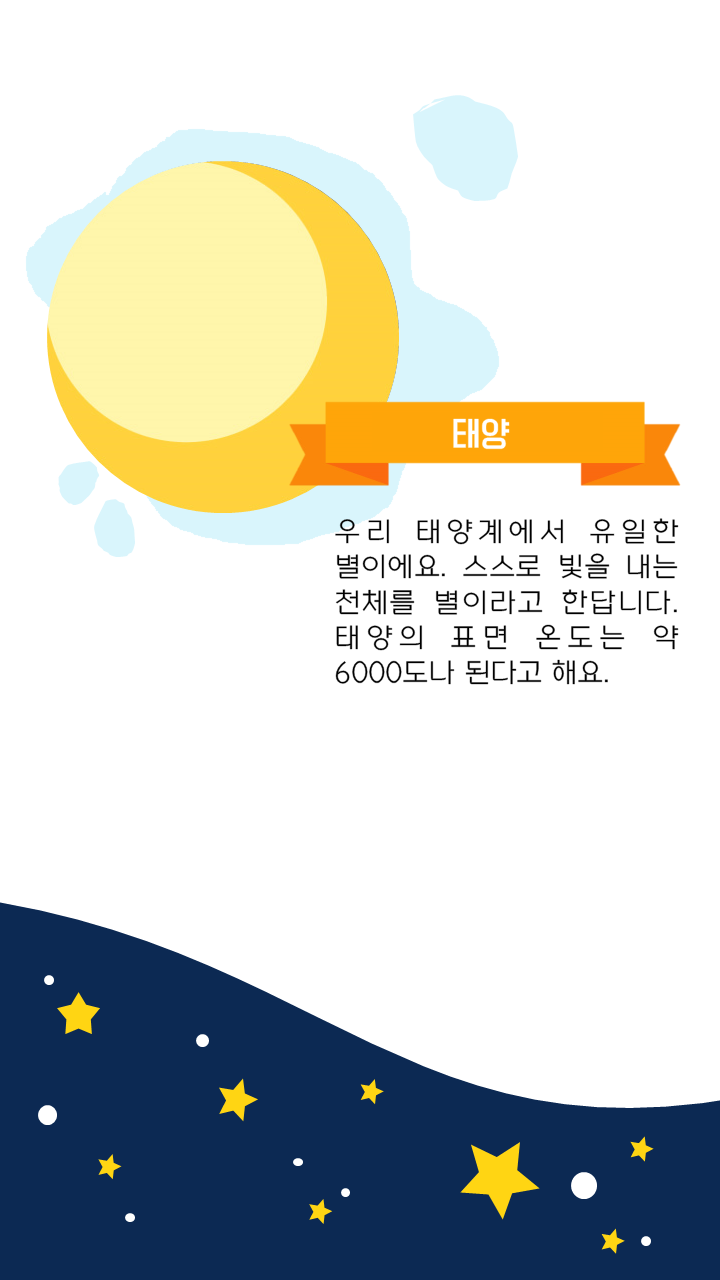 태양
우리 태양계에서 유일한
별이에요. 스스로 빛을 내는
천체를 별이라고 한답니다.
태양의 표면 온도는 약
6000도나 된다고 해요.